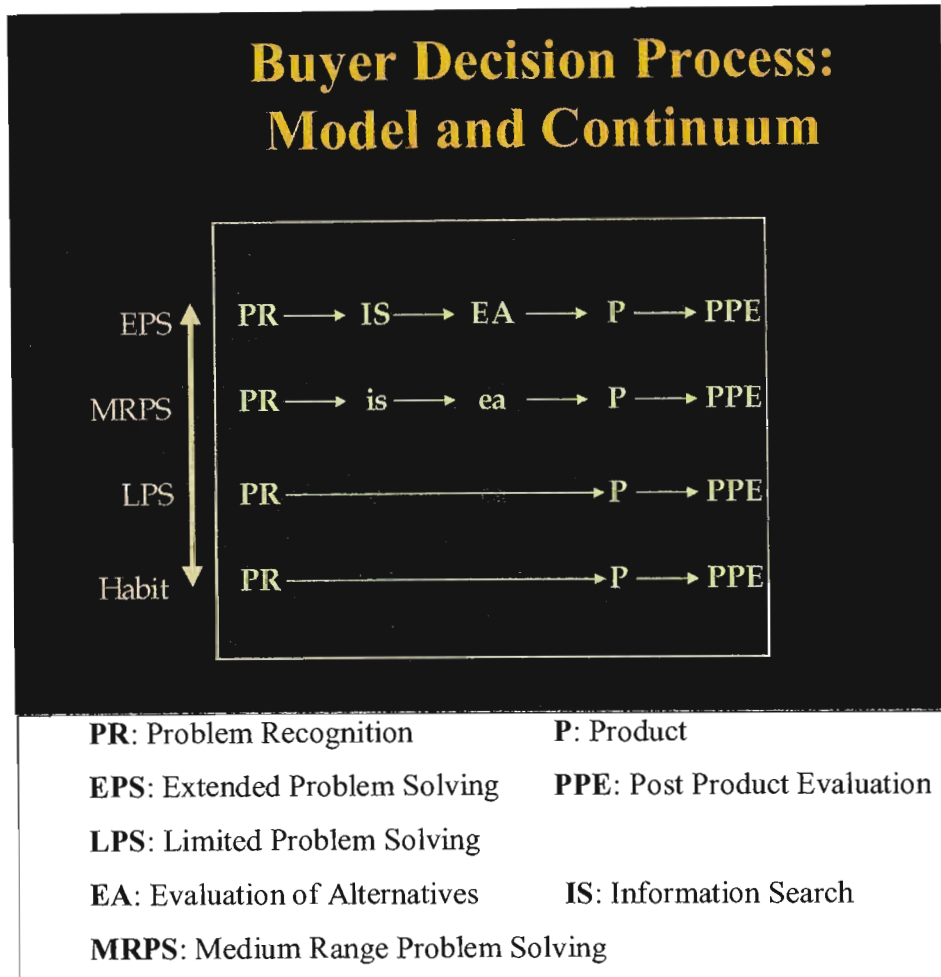 Buyer Decision Process:
Model and Continuum
EPS PR IS EA P PPE
MRPS PR is ea P PPE
LPS PR P PPE
Habit PR P PPE
PR: Problem Recognition P: Product
EPS: Extended Problem Solving PPE: Post Product Evaluation
LPS: Limited Problem Solving
EA: Evaluation of Alternatives IS: Information Search
MRPS: Medium Range Problem Solving